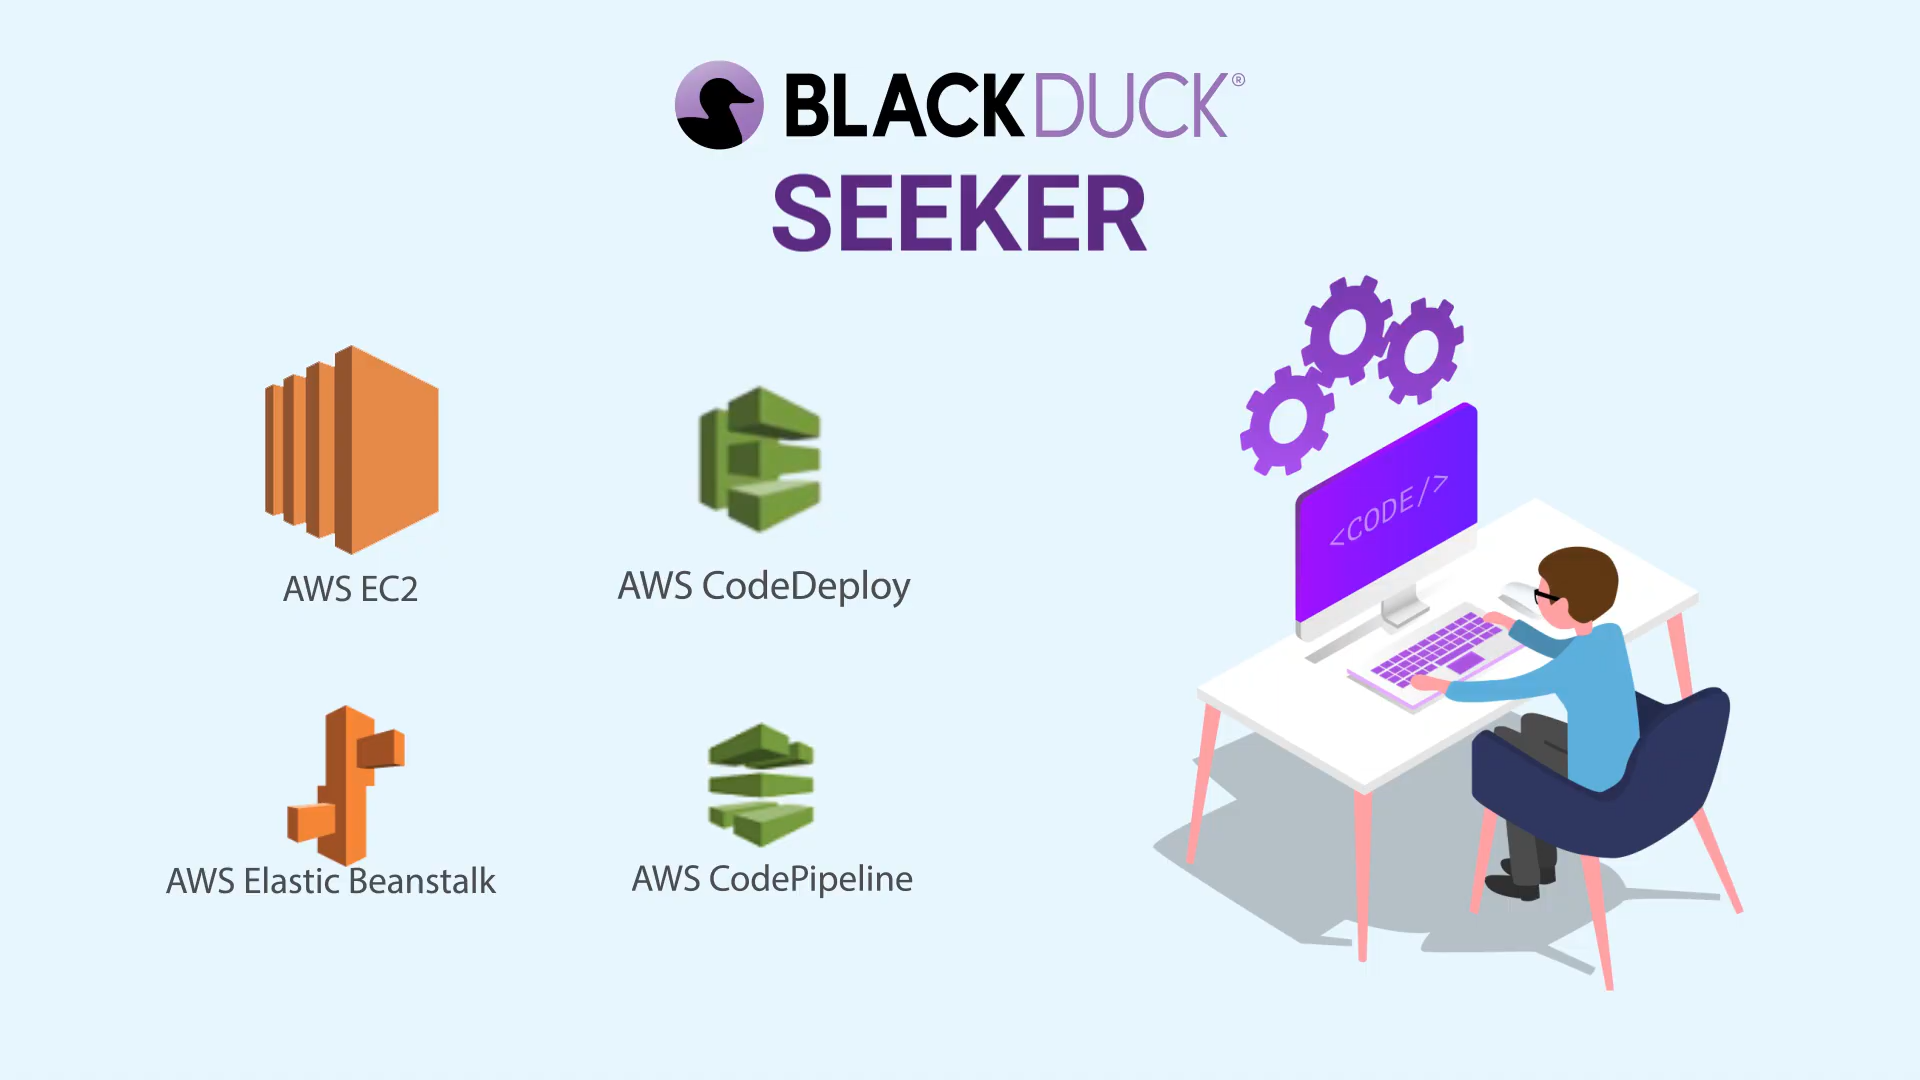 BLACKDUCK®
SEEKER
<CODE/>
AWS EC2
AWS CodeDeploy
AWS Elastic Beanstalk
AWS CodePipeline